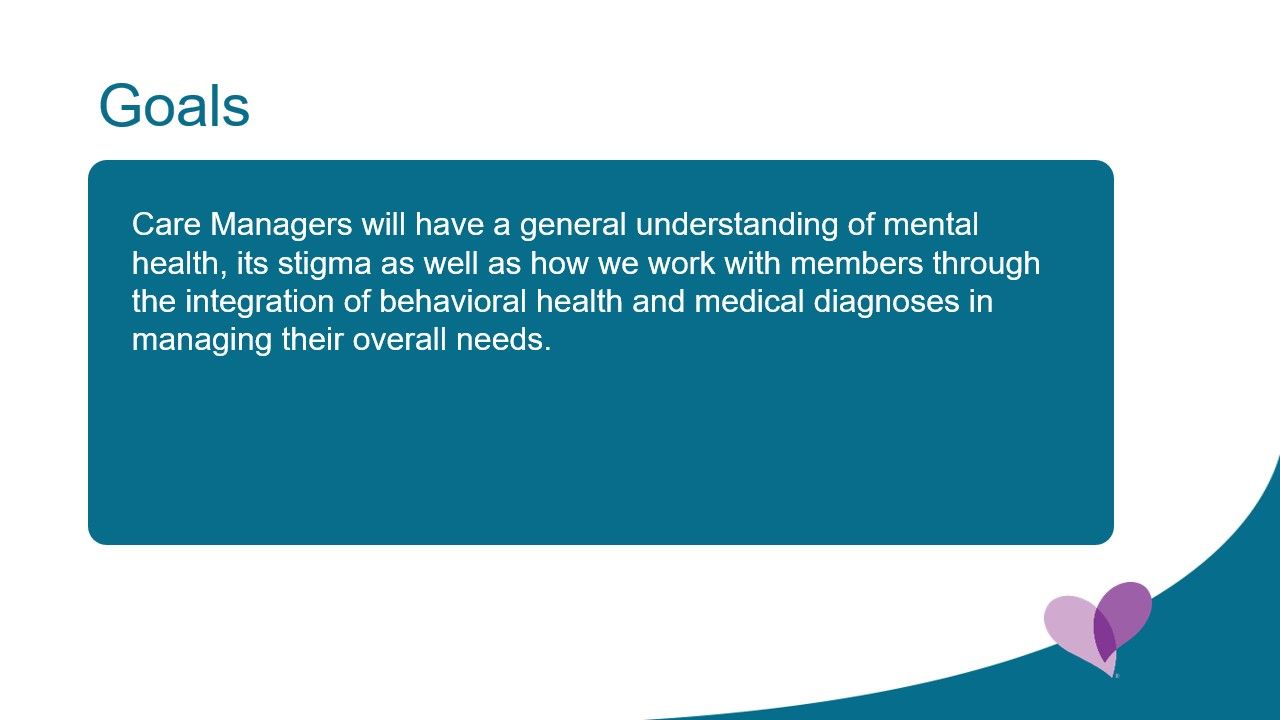 Goals
Care Managers will have a general understanding of mental
health, its stigma as well as how we work with members through
the integration of behavioral health and medical diagnoses in
managing their overall needs.
®